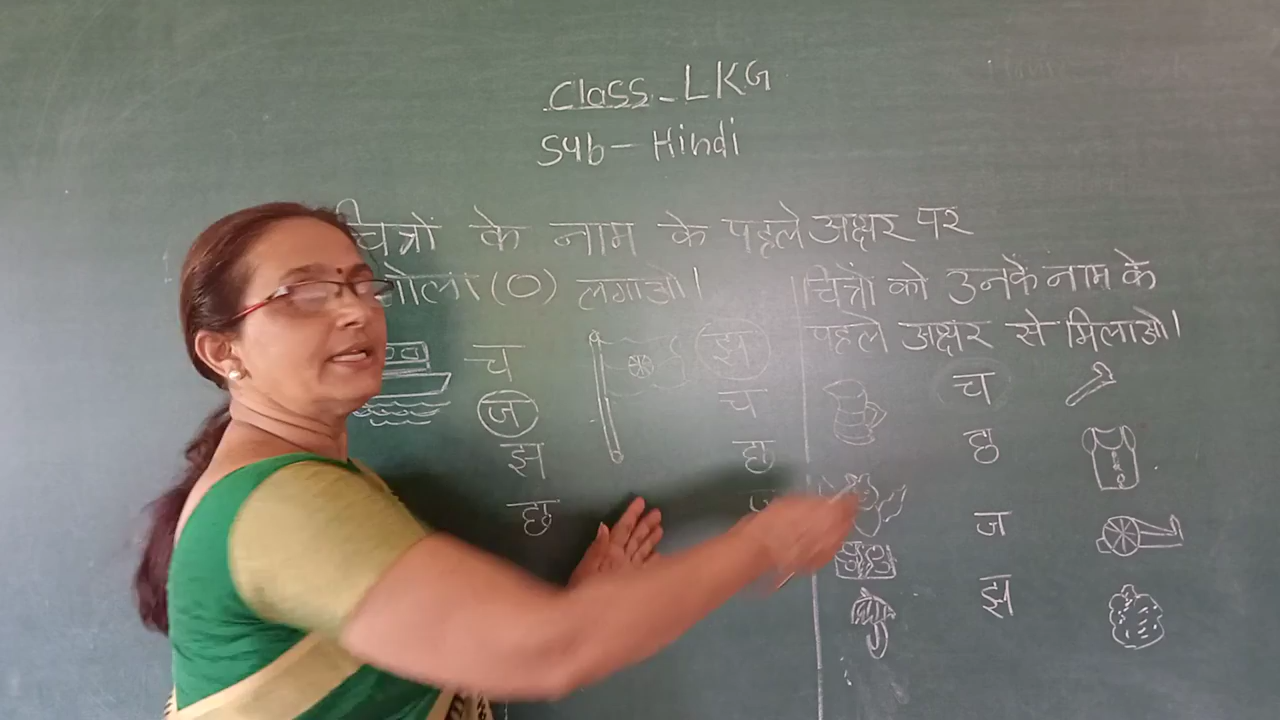 Class - LKG
Sub - Hindi
चित्रों के नाम के पहले अक्षर पर
गोला (O) लगाओ।
च
ज
झ
छ
झ
च
छ
चित्रों को उनकें नाम के
पहले अक्षर से मिलाओ।
च
छ
ज
झ